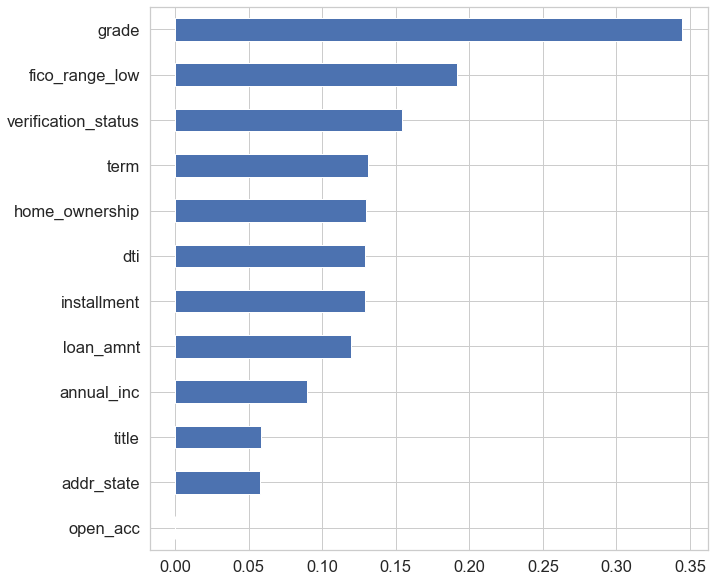 grade
fico_range_low
verification_status
term
home_ownership
dti
installment
loan_amnt
annual_inc
title
addr_state
open_acc
0.00 0.05 0.10 0.15 0.20 0.25 0.30 0.35